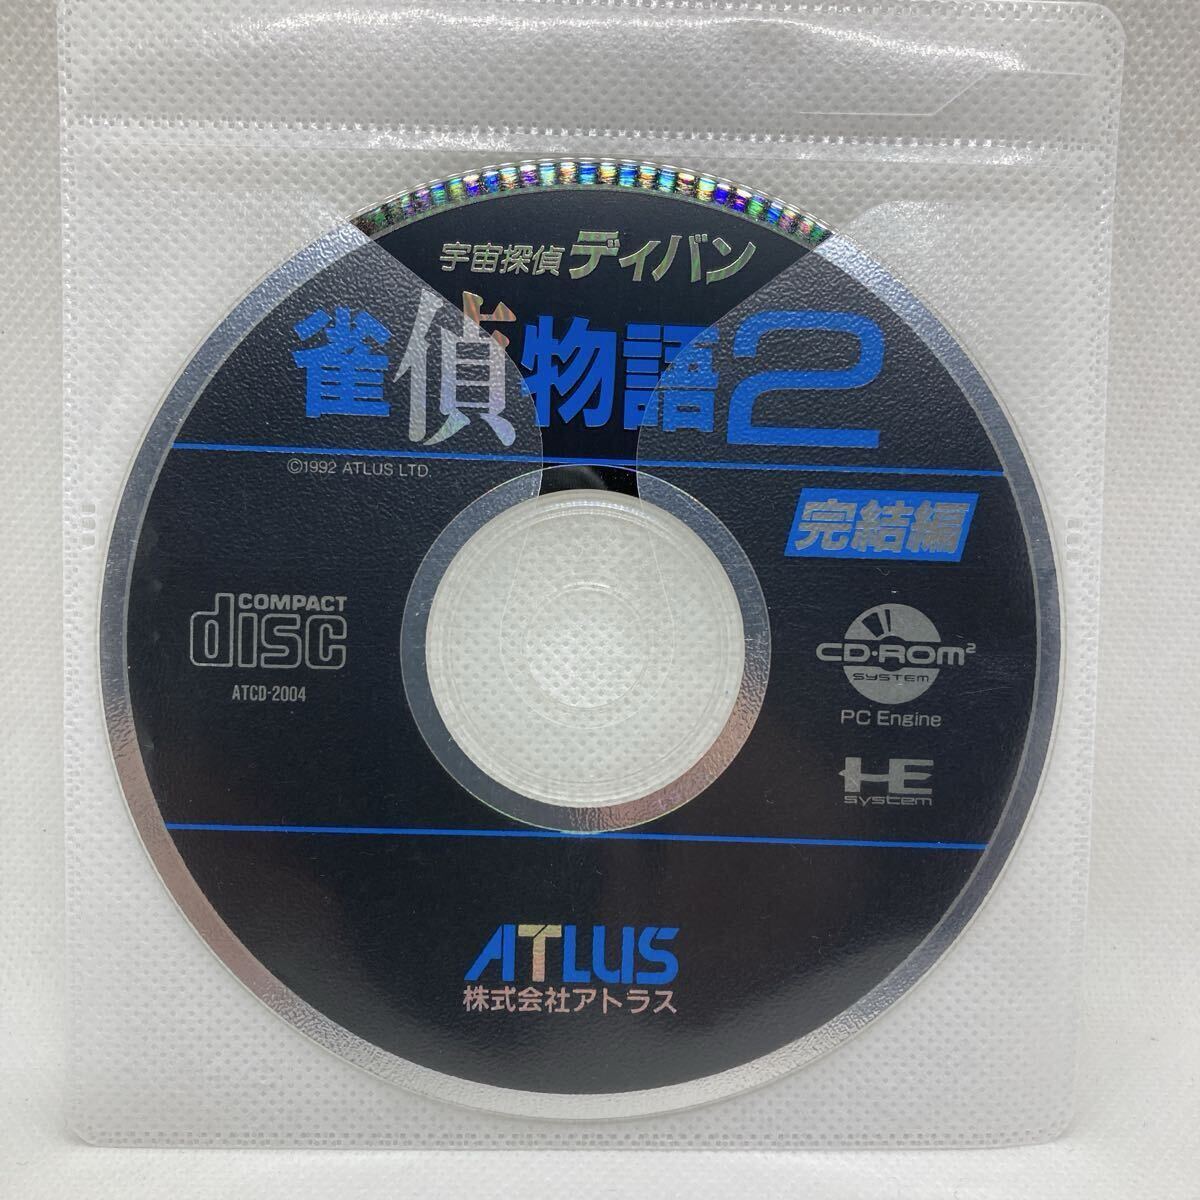 宇宙探偵ディバン
雀偵物語2
©1992 ATLUS LTD.
完結編
COMPACT
disc
ATCD-2004
CD-ROM²
SYSTEM
PC Engine
HE
system
ATLUS
株式会社アトラス